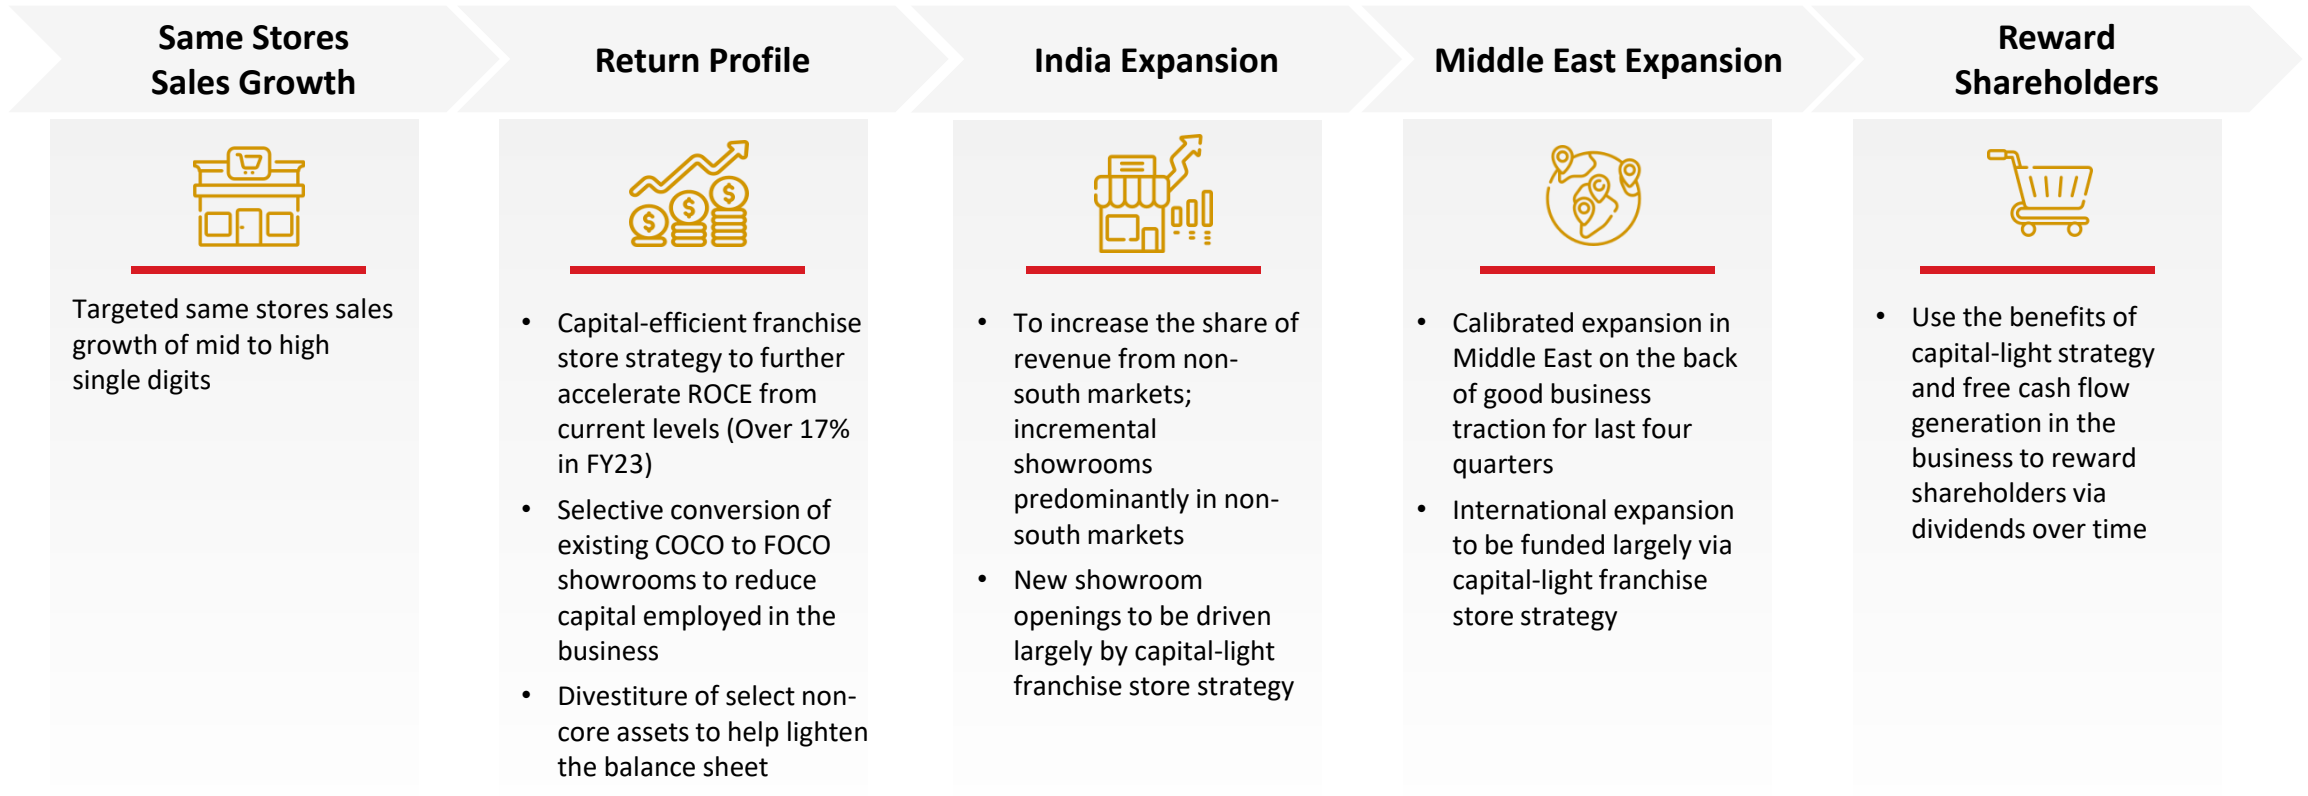 Same Stores
Sales Growth
Return Profile
India Expansion
Middle East Expansion
Reward
Shareholders
Targeted same stores sales
growth of mid to high
single digits
• Capital-efficient franchise
store strategy to further
accelerate ROCE from
current levels (Over 17%
in FY23)
• Selective conversion of
existing COCO to FOCO
showrooms to reduce
capital employed in the
business
• Divestiture of select non-
core assets to help lighten
the balance sheet
• To increase the share of
revenue from non-
south markets;
incremental
showrooms
predominantly in non-
south markets
• New showroom
openings to be driven
largely by capital-light
franchise store strategy
• Calibrated expansion in
Middle East on the back
of good business
traction for last four
quarters
• International expansion
to be funded largely via
capital-light franchise
store strategy
• Use the benefits of
capital-light strategy
and free cash flow
generation in the
business to reward
shareholders via
dividends over time